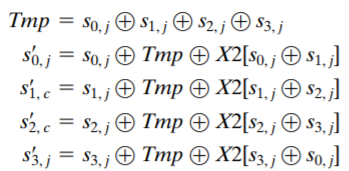 Tmp = s₀,ⱼ ⊕ s₁,ⱼ ⊕ s₂,ⱼ ⊕ s₃,ⱼ
s′₀,ⱼ = s₀,ⱼ ⊕ Tmp ⊕ X2[s₀,ⱼ ⊕ s₁,ⱼ]
s′₁,c = s₁,ⱼ ⊕ Tmp ⊕ X2[s₁,ⱼ ⊕ s₂,ⱼ]
s′₂,c = s₂,ⱼ ⊕ Tmp ⊕ X2[s₂,ⱼ ⊕ s₃,ⱼ]
s′₃,ⱼ = s₃,ⱼ ⊕ Tmp ⊕ X2[s₃,ⱼ ⊕ s₀,ⱼ]